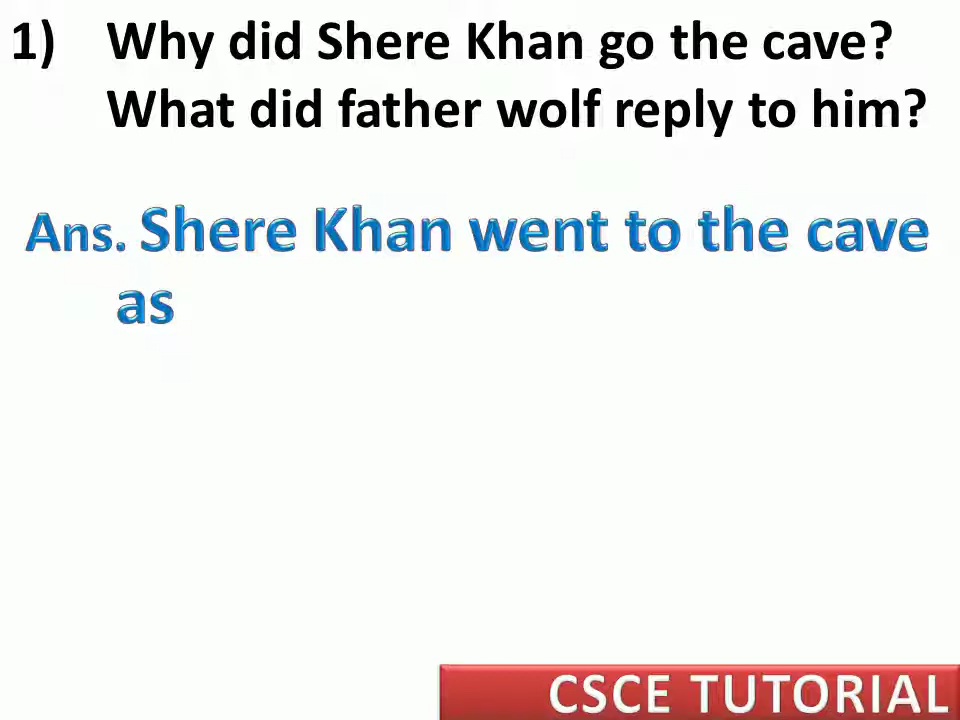 1) Why did Shere Khan go the cave?
What did father wolf reply to him?
Ans. Shere Khan went to the cave
as
CSCE TUTORIAL